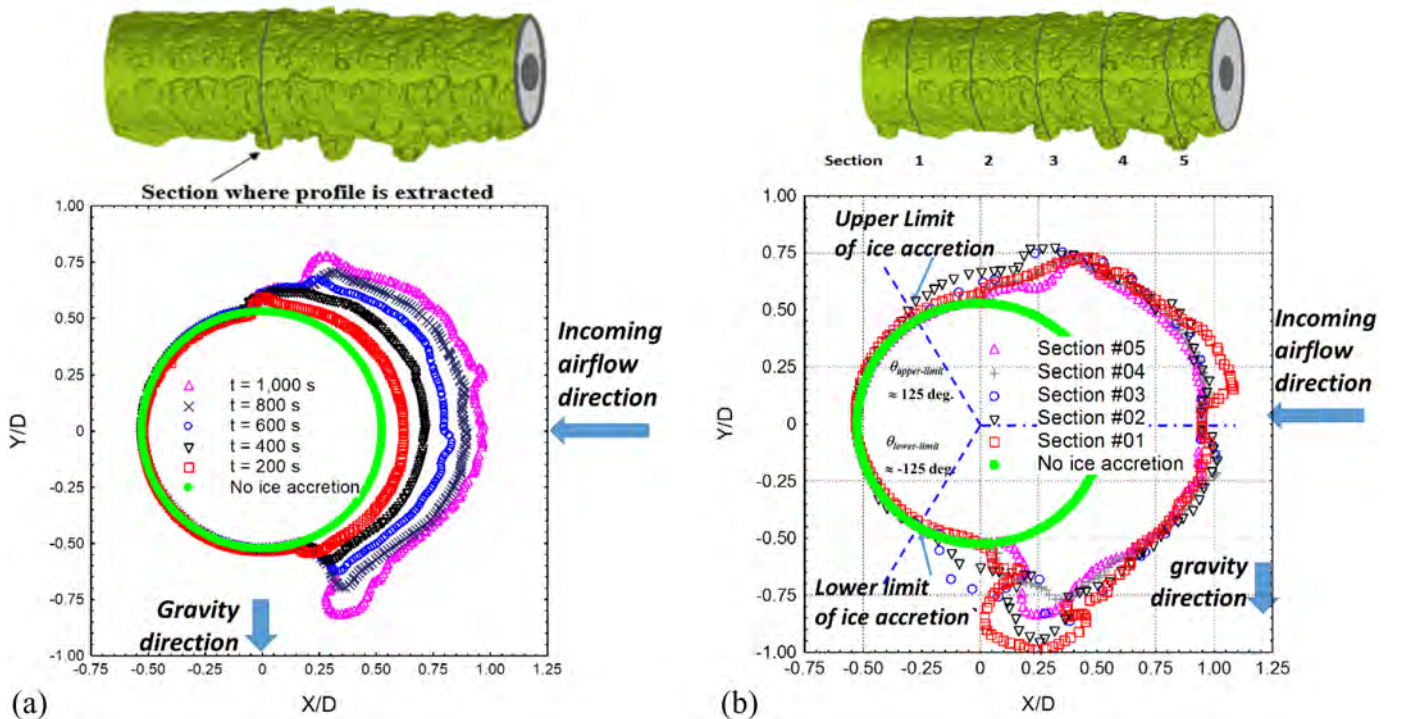 Section where profile is extracted
1.00
0.75
0.50
0.25
0
-0.25
-0.50
-0.75
-1.00
Y/D
t = 1,000 s
t = 800 s
t = 600 s
t = 400 s
t = 200 s
No ice accretion
Incoming
airflow
direction
Gravity
direction
-0.75
-0.50
-0.25
0
0.25
0.50
0.75
1.00
1.25
X/D
(a)
Section 1 2 3 4 5
1.00
0.75
0.50
0.25
0
-0.25
-0.50
-0.75
-1.00
Y/D
Upper Limit
of ice accretion
θupper-limit
≈ 125 deg.
θlower-limit
≈ -125 deg.
Section #05
Section #04
Section #03
Section #02
Section #01
No ice accretion
Incoming
airflow
direction
Lower limit
of ice accretion
gravity
direction
-0.75
-0.50
-0.25
0
0.25
0.50
0.75
1.00
1.25
X/D
(b)